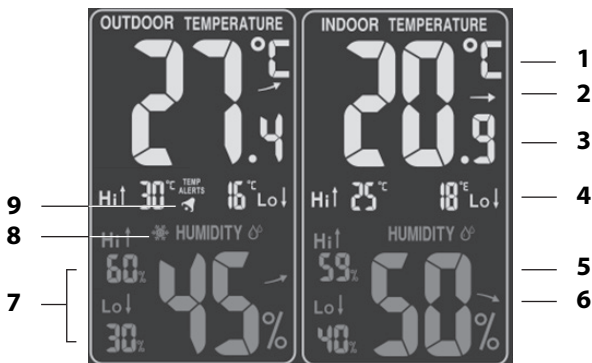 OUTDOOR TEMPERATURE
27.4 °C
Hi↑ 30°C TEMP ALERTS 16°C Lo↓
HUMIDITY
Hi↑
60%
45%
Lo↓
30%
INDOOR TEMPERATURE
20.9 °C
Hi↑ 25°C 18°E Lo↓
HUMIDITY
Hi↑
59%
50%
Lo↓
40%
1
2
3
4
5
6
9
8
7